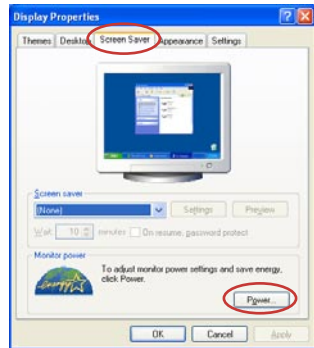 Display Properties
Themes Desktop Screen Saver Appearance Settings
Screen saver
(None) Settings Preview
Wait: 10 minutes On resume, password protect
Monitor power
To adjust monitor power settings and save energy,
click Power.
Power...
OK Cancel Apply